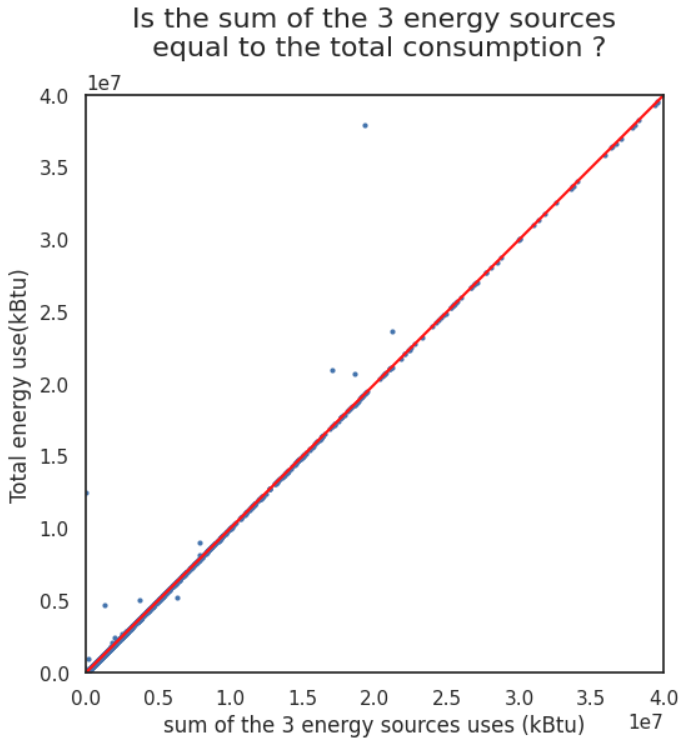 Is the sum of the 3 energy sources
equal to the total consumption ?
1e7
4.0
3.5
3.0
2.5
2.0
1.5
1.0
0.5
0.0
Total energy use(kBtu)
0.0 0.5 1.0 1.5 2.0 2.5 3.0 3.5 4.0
sum of the 3 energy sources uses (kBtu)
1e7